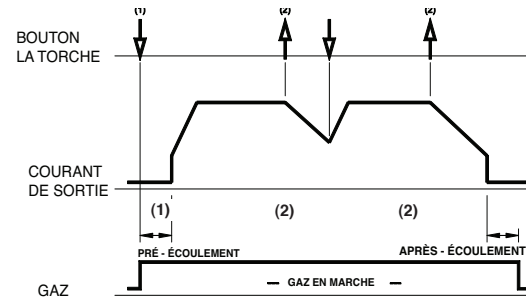 (1) (2) (2)
BOUTON
LA TORCHE
COURANT
DE SORTIE
(1) (2) (2)
PRÉ - ÉCOULEMENT APRÈS - ÉCOULEMENT
GAZ EN MARCHE
GAZ